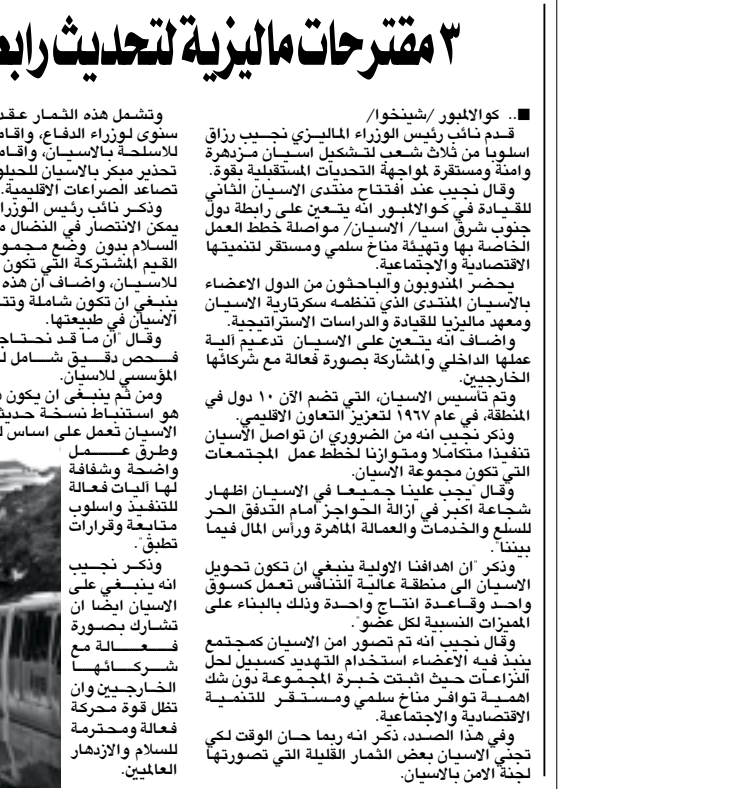 ٣ مقترحات ماليزية لتحديث
■.. كوالالمبور /شينخوا/
قدم نائب رئيس الوزراء الماليزي نجيب رزاق
اسلوبا من ثلاث شعب لتشكيل اسيان مزدهرة
وامنة ومستقرة لمواجهة التحديات المستقبلية بقوة.
وقال نجيب عند افتتاح منتدى الاسيان الثاني
للقيادة في كوالالمبور انه يتعين على رابطة دول
جنوب شرق اسيا/ الاسيان/ مواصلة خطط العمل
الخاصة بها وتهيئة مناخ سلمي ومستقر لتنميتها
الاقتصادية والاجتماعية.
يحضر المندوبون والباحثون من الدول الاعضاء
بالاسيان المنتدى الذي تنظمه سكرتارية الاسيان
ومعهد ماليزيا للقيادة والدراسات الاستراتيجية.
واضاف انه يتعين على الاسيان تدعيم آلية
عملها الداخلي والمشاركة بصورة فعالة مع شركائها
الخارجيين.
وتم تأسيس الاسيان، التي تضم الآن ١٠ دول في
المنطقة، في عام ١٩٦٧ لتعزيز التعاون الاقليمي.
وذكر نجيب انه من الضروري ان تواصل الاسيان
تنفيذا متكاملا ومتوازنا لخطط عمل المجتمعات
التي تكون مجموعة الاسيان.
وقال "يجب علينا جميعا في الاسيان اظهار
شجاعة اكبر في ازالة الحواجز امام التدفق الحر
للسلع والخدمات والعمالة الماهرة ورأس المال فيما
بيننا".
وذكر "ان اهدافنا الاولية ينبغي ان تكون تحويل
الاسيان الى منطقة عالية التنافس تعمل كسوق
واحد وقاعدة انتاج واحدة وذلك بالبناء على
الميزات النسبية لكل عضو".
وقال نجيب انه تم تصور امن الاسيان كمجتمع
ينبذ فيه الاعضاء استخدام التهديد كسبيل لحل
النزاعات حيث اثبتت خبرة المجموعة دون شك
اهمية توافر مناخ سلمي ومستقر للتنمية
الاقتصادية والاجتماعية.
وفي هذا الصدد، ذكر انه ربما حان الوقت لكي
تجني الاسيان بعض الثمار القليلة التي تصورتها
لجنة الامن بالاسيان.
وتشمل هذه الثمار عقد
سنوى لوزراء الدفاع،
للاسلحة بالاسيان،
تحذير مبكر بالاسيان
تصاعد الصراعات الاقليمية.
وذكر نائب رئيس
يمكن الانتصار في النضال
السلام بدون وضع
القيم المشتركة التي تكون
للاسيان، واضاف ان هذه
ينبغي ان تكون شاملة
الاسيان في طبيعتها.
وقال "ان ما قد
فحص دقيق شامل
المؤسسي للاسيان.
ومن ثم ينبغي ان يكون
هو استنباط نسخة
الاسيان تعمل على اساس
وطرق عمل
واضحة وشفافة
لها آليات فعالة
للتنفيذ واسلوب
متابعة وقرارات
تطبق".
وذكر نجيب
انه ينبغي على
الاسيان ايضا ان
تشارك بصورة
فعالة مع
شركائها
الخارجيين وان
تظل قوة محركة
فعالة ومحترمة
للسلام والازدهار
العالميين.